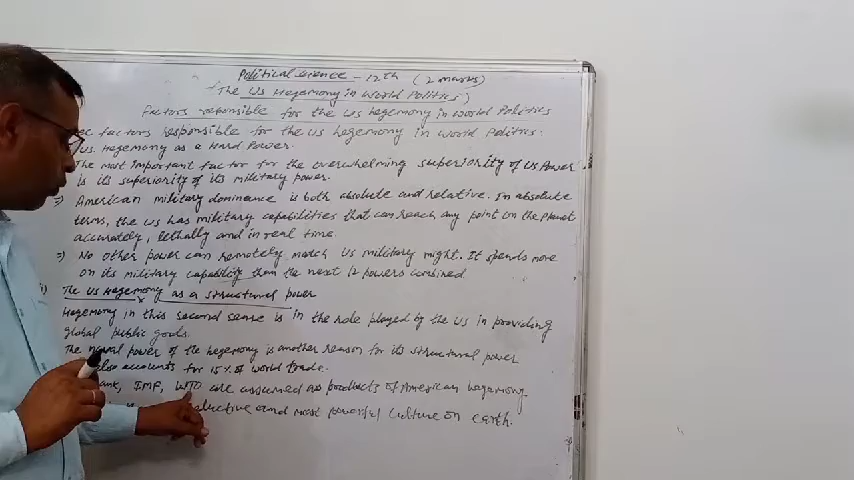 Political science - 12th (2 marks)
(The US Hegemony in World Politics)
Factors responsible for the US hegemony in World Politics
factors responsible for the US hegemony in world politics.
US. Hegemony as a Hard Power.
The most important factor for the overwhelming superiority of US Power
is its superiority of its military power.
⇒) American military dominance is both absolute and relative. In absolute
terms, the US has military capabilities that can reach any point on the planet
accurately, lethally and in real time.
⇒) No other power can remotely match US military might. It spends more
on its military capability than the next 12 powers combined
ii) The US Hegemony as a structural power
Hegemony in this second sense is in the role played by the US in providing
global public goods.
The naval power of the hegemony is another reason for its structural power
also accounts for 15% of world trade.
ank, IMF, WTO are assumed as products of American hegemony.
ductive and most powerful culture on earth.